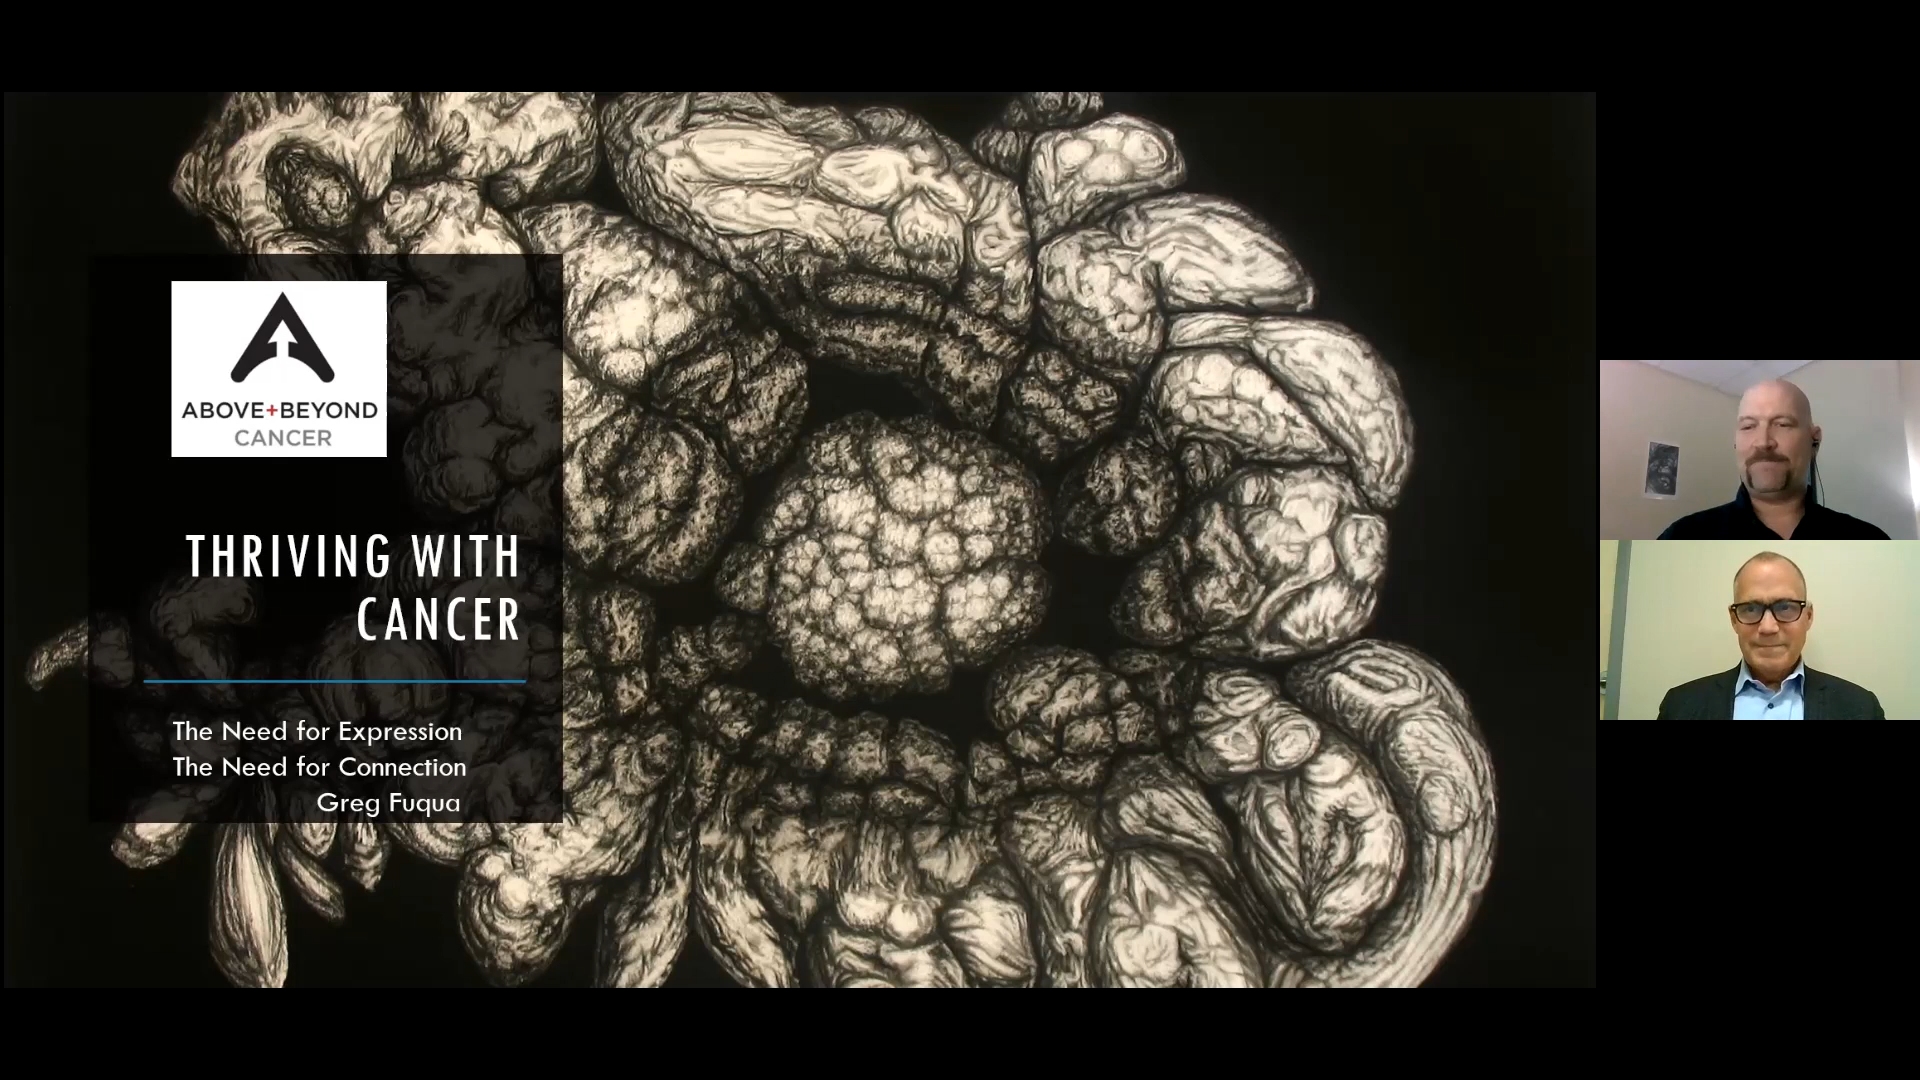 ABOVE+BEYOND
CANCER
THRIVING WITH
CANCER
The Need for Expression
The Need for Connection
Greg Fuqua